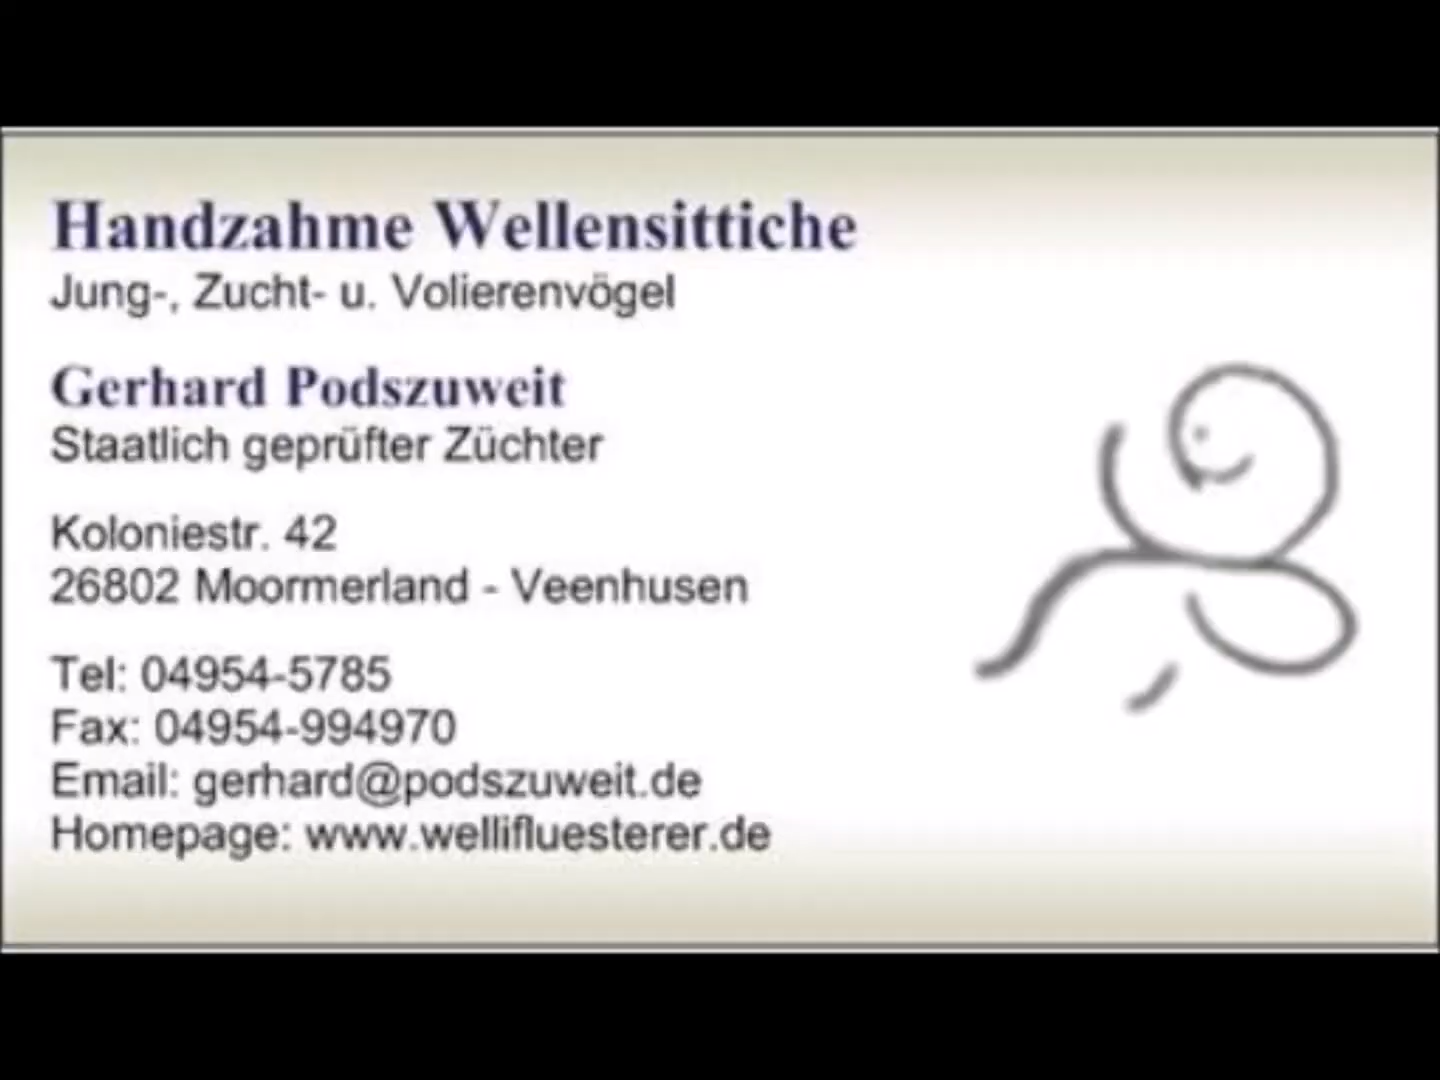 Handzahme Wellensittiche
Jung-, Zucht- u. Volierenvögel
Gerhard Podszuweit
Staatlich geprüfter Züchter
Koloniestr. 42
26802 Moormerland - Veenhusen
Tel: 04954-5785
Fax: 04954-994970
Email: gerhard@podszuweit.de
Homepage: www.wellifluesterer.de